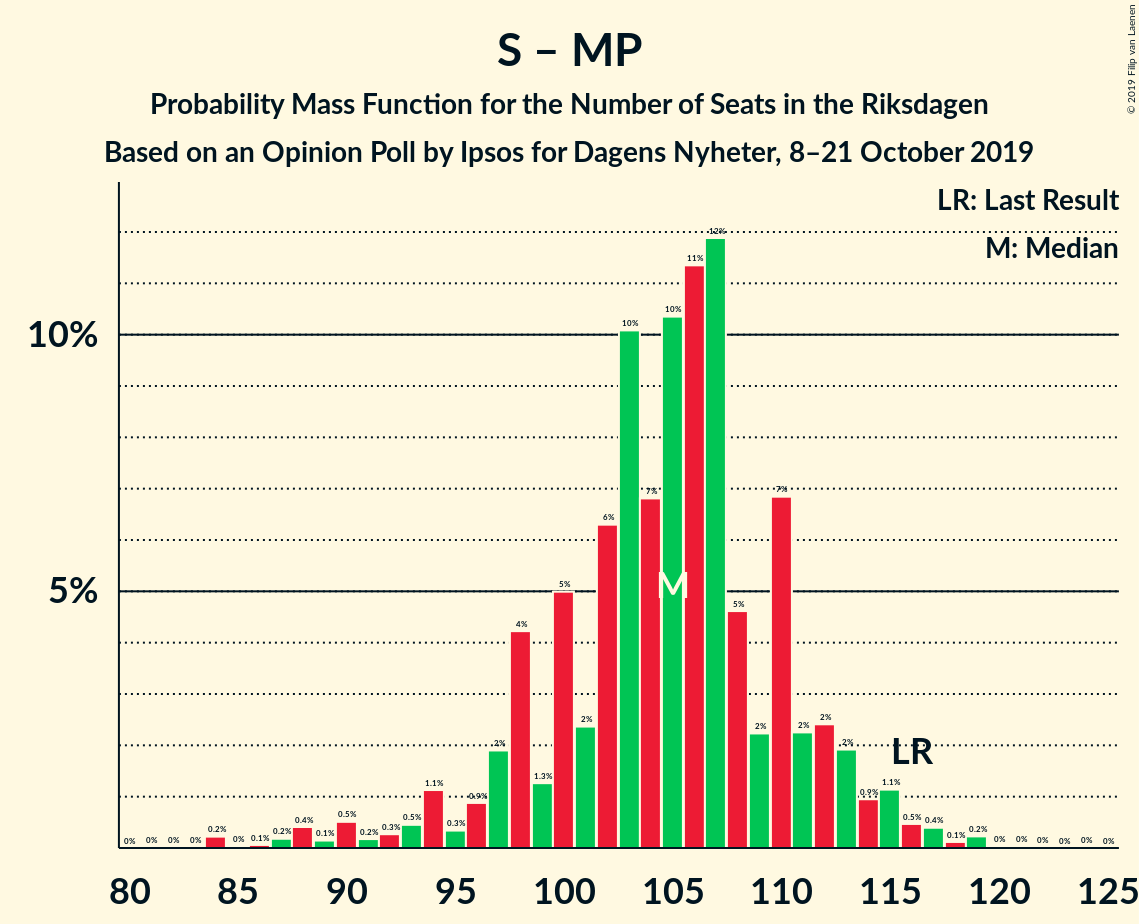 S – MP
Probability Mass Function for the Number of Seats in the Riksdagen
Based on an Opinion Poll by Ipsos for Dagens Nyheter, 8–21 October 2019
© 2019 Filip van Laenen
LR: Last Result
M: Median
10%
5%
0% 0% 0% 0% 0.2% 0% 0.1% 0.2% 0.4% 0.1% 0.5% 0.2% 0.3% 0.5% 1.1% 0.3% 0.9% 2% 4% 1.3% 5% 2% 6% 10% 7% 10% 11% 12% 5% 2% 7% 2% 2% 2% 0.9% 1.1% 0.5% 0.4% 0.1% 0.2% 0% 0% 0% 0% 0% 0%
M
LR
80 85 90 95 100 105 110 115 120 125